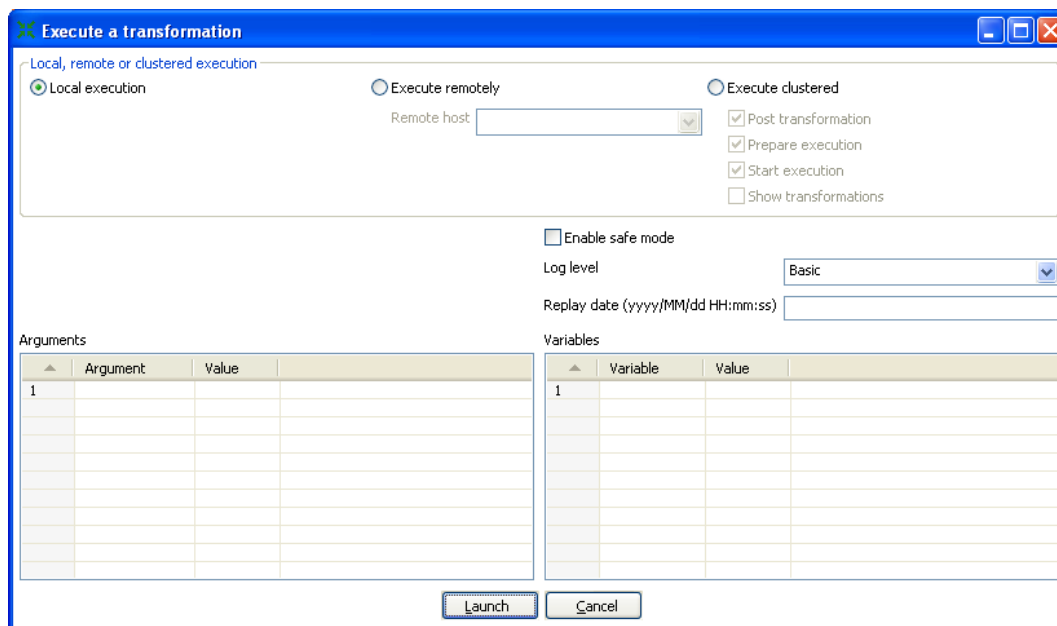 Execute a transformation
Local, remote or clustered execution
Local execution
Execute remotely
Execute clustered
Remote host
Post transformation
Prepare execution
Start execution
Show transformations
Enable safe mode
Log level
Basic
Replay date (yyyy/MM/dd HH:mm:ss)
Arguments
Variables
Argument Value
Variable Value
1
1
Launch
Cancel